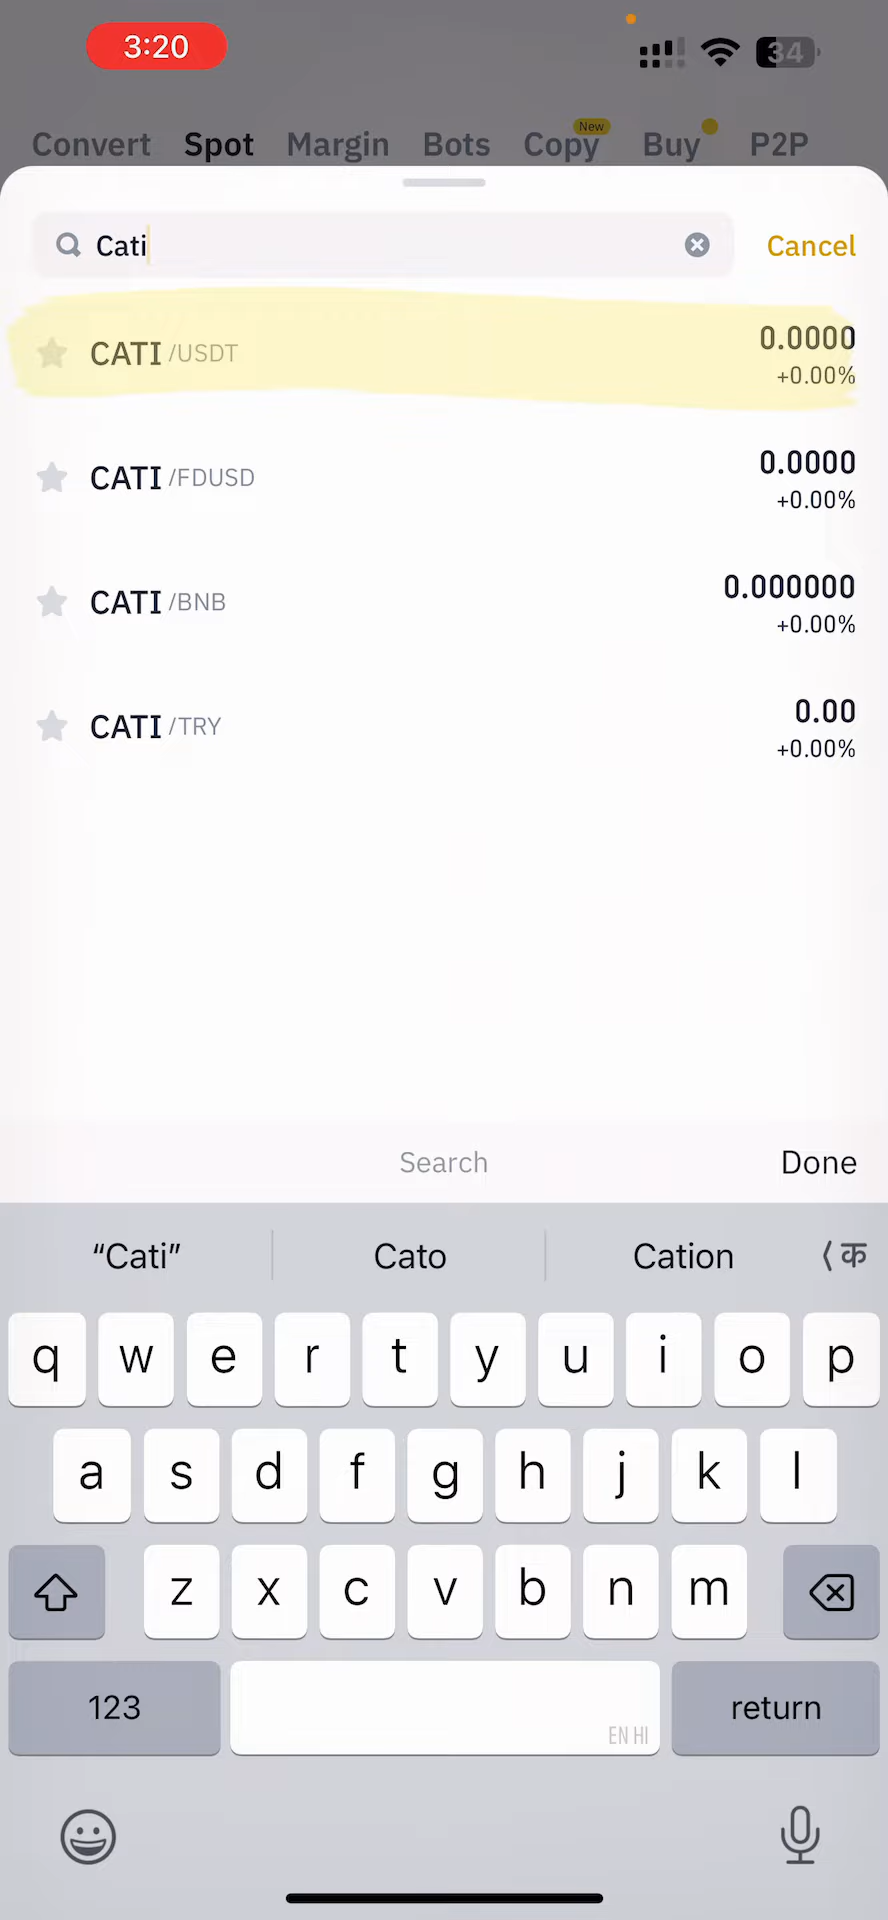 3:20
34
Convert Spot Margin Bots Copy New Buy P2P
Cati Cancel
CATI /USDT 0.0000
+0.00%
CATI /FDUSD 0.0000
+0.00%
CATI /BNB 0.000000
+0.00%
CATI /TRY 0.00
+0.00%
Search Done
“Cati” Cato Cation क
q w e r t y u i o p
a s d f g h j k l
z x c v b n m
123 EN HI return